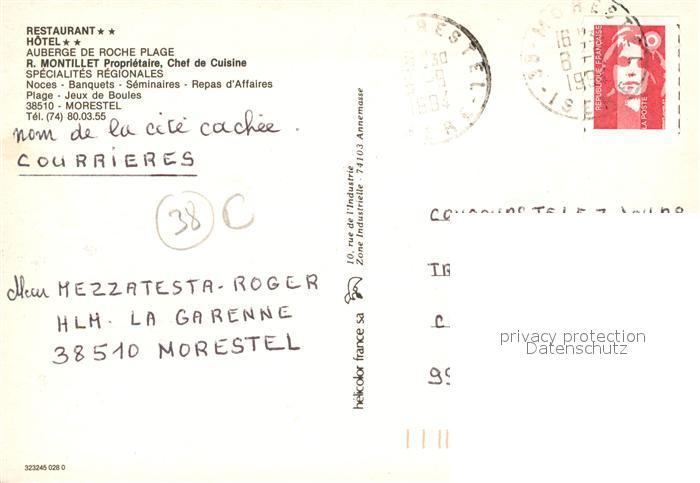 RESTAURANT ★★
HÔTEL ★★
AUBERGE DE ROCHE PLAGE
R. MONTILLET Propriétaire, Chef de Cuisine
SPÉCIALITÉS RÉGIONALES
Noces - Banquets - Séminaires - Repas d'Affaires
Plage - Jeux de Boules
38510 - MORESTEL
Tél. (74) 80.03.55
nom de la cité cachée.
COURRIERES
38 C
Mr MEZZATESTA-ROGER
HLM. LA GARENNE
38510 MORESTEL
323245 028 0
10, rue de l'Industrie
Zone Industrielle - 74103 Annemasse
hélicolor france sa
38-MORESTEL
ISERE
REPUBLIQUE FRANÇAISE
LA POSTE
privacy protection
Datenschutz